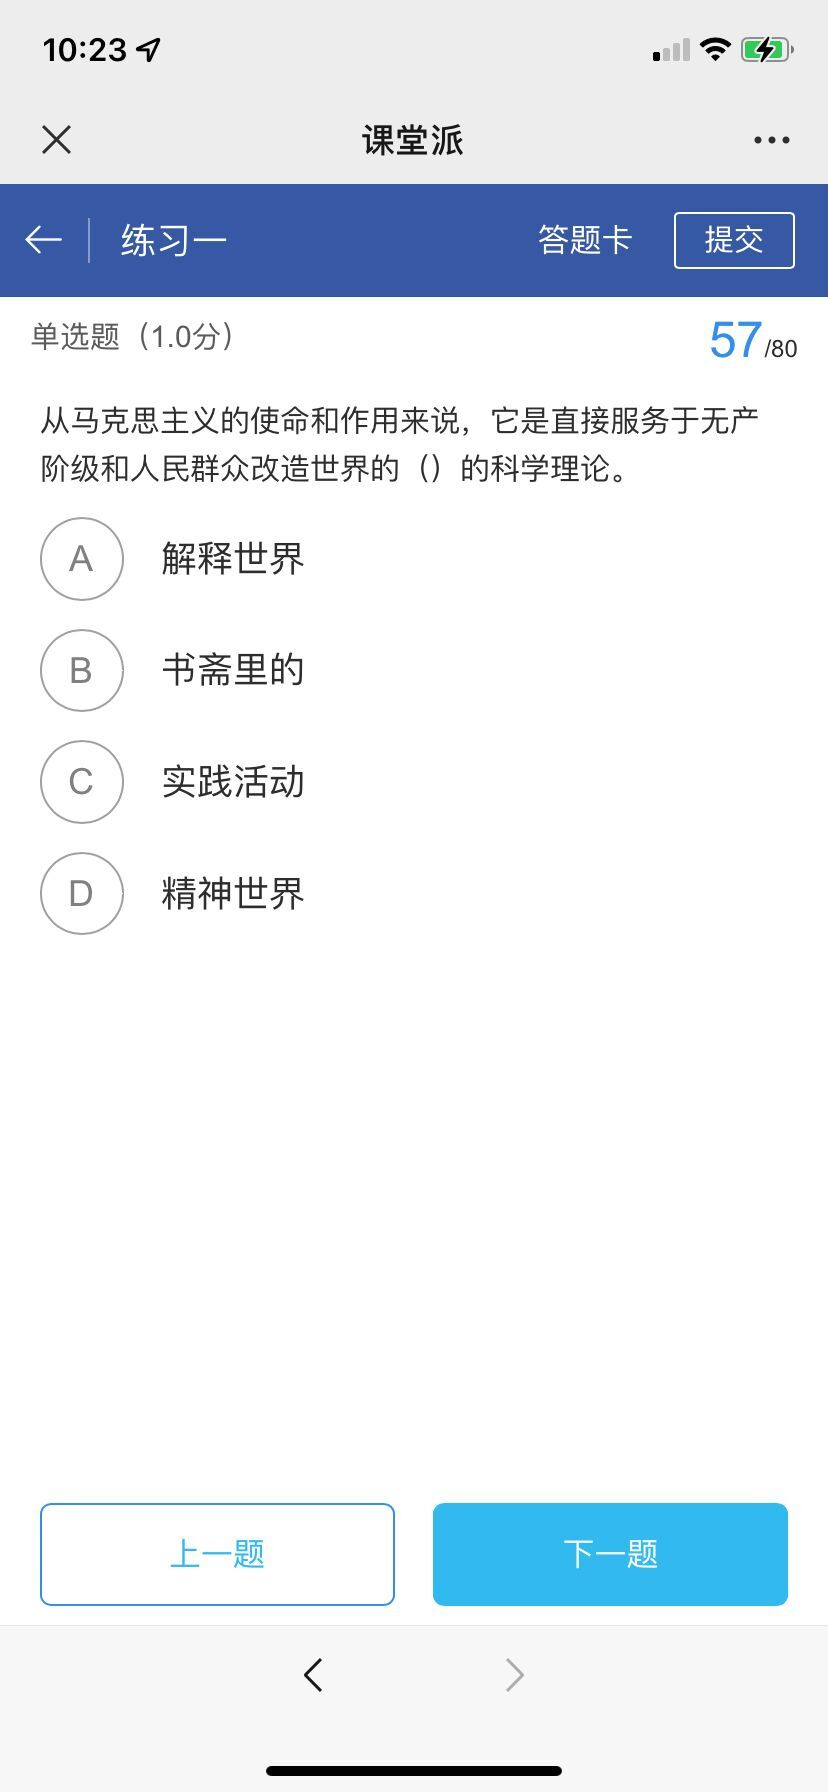 10:23
课堂派
练习一
答题卡
提交
单选题（1.0分）
57/80
从马克思主义的使命和作用来说，它是直接服务于无产
阶级和人民群众改造世界的（）的科学理论。
A 解释世界
B 书斋里的
C 实践活动
D 精神世界
上一题
下一题